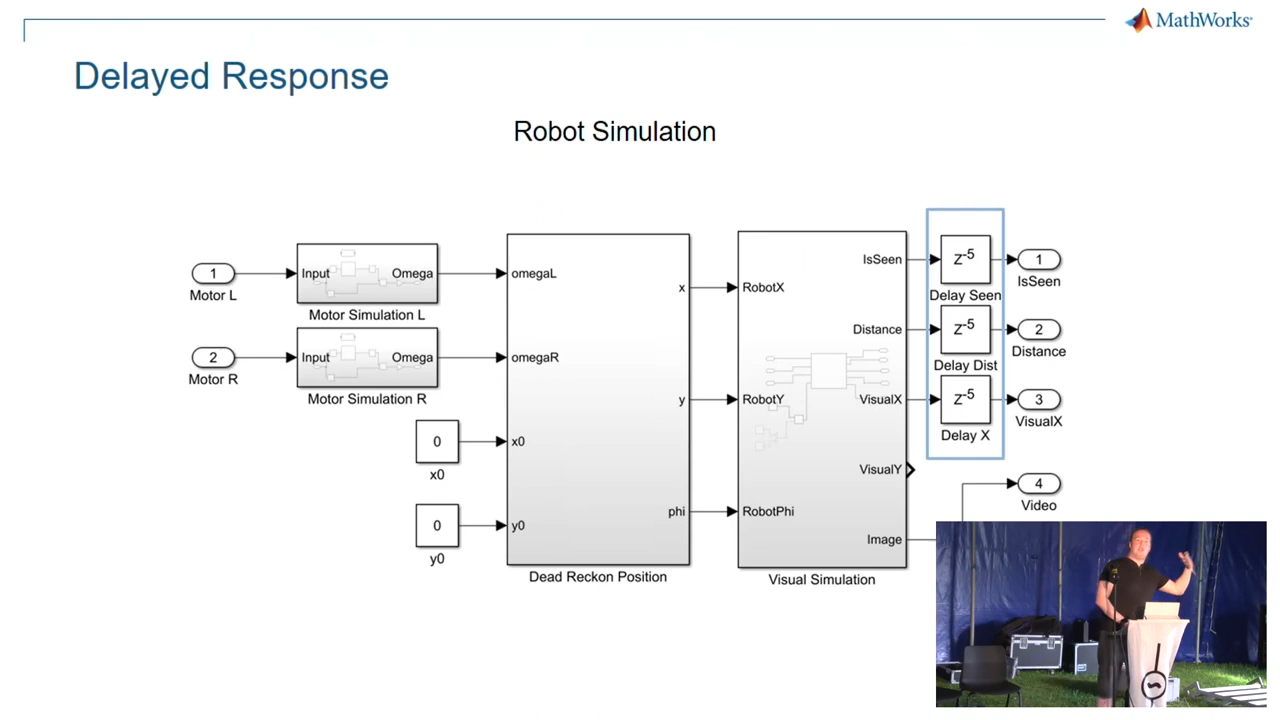 MathWorks®
Delayed Response
Robot Simulation
1
Motor L
Input
Omega
Motor Simulation L
2
Motor R
Input
Omega
Motor Simulation R
0
x0
0
y0
omegaL
omegaR
x0
y0
x
y
phi
Dead Reckon Position
RobotX
RobotY
RobotPhi
IsSeen
Distance
VisualX
VisualY
Image
Visual Simulation
z-5
Delay Seen
z-5
Delay Dist
z-5
Delay X
1
IsSeen
2
Distance
3
VisualX
4
Video